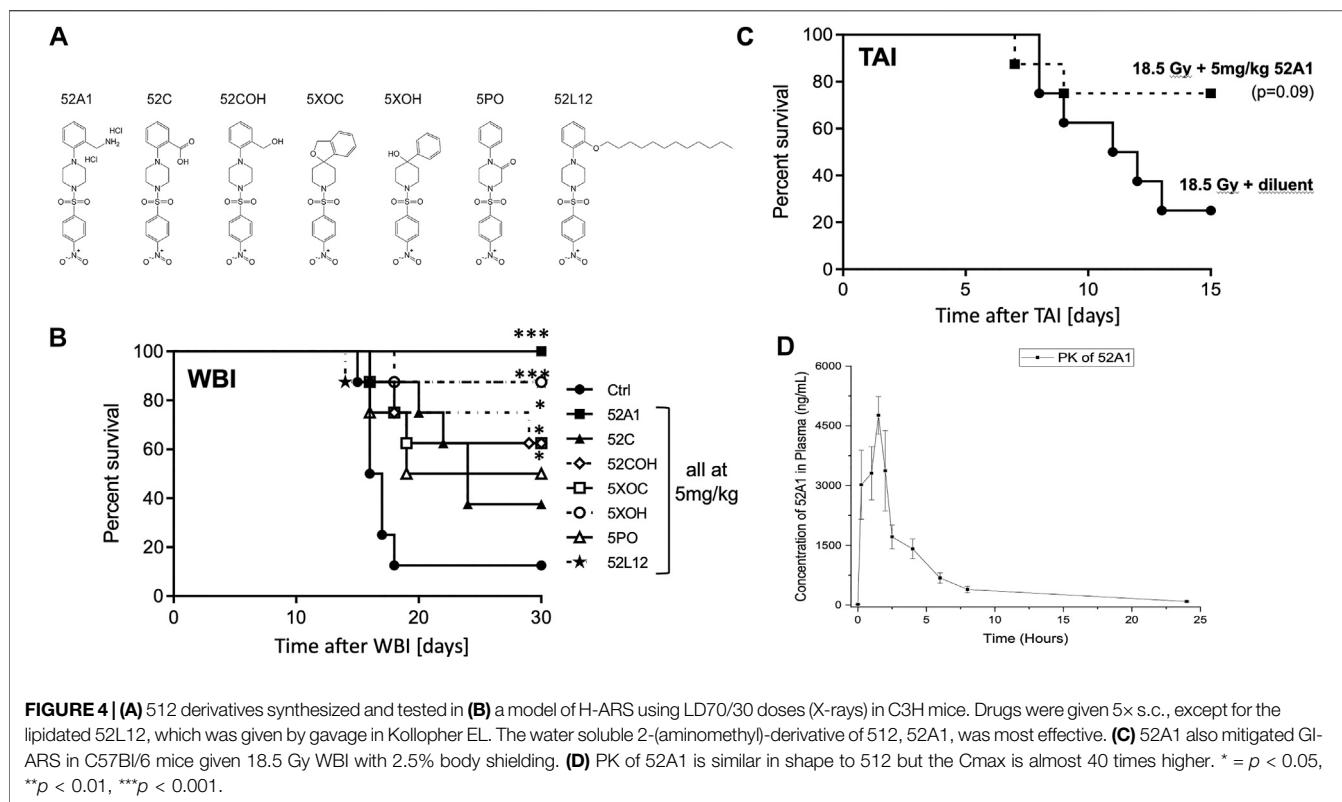 A
52A1 52C 52COH 5XOC 5XOH 5PO 52L12
HCl
NH2
HCl
O
OH
OH
O
HO
O
O
N N N N N
N N N N N N N
O S O O S O O S O O S O O S O O S O O S O
N+ N+ N+ N+ N+ N+ N+
O- O O- O O- O O- O O- O O- O O- O
B
WBI
Percent survival
100
80
60
40
20
0
0 10 20 30
Time after WBI [days]
***
***
*
*
*
Ctrl
52A1
52C
52COH
5XOC
5XOH
5PO
52L12
all at
5mg/kg
C
TAI
Percent survival
100
80
60
40
20
0
0 5 10 15
Time after TAI [days]
18.5 Gy + 5mg/kg 52A1
(p=0.09)
18.5 Gy + diluent
D
PK of 52A1
Concentration of 52A1 in Plasma (ng/mL)
6000
4500
3000
1500
0
0 5 10 15 20 25
Time (Hours)
FIGURE 4 | (A) 512 derivatives synthesized and tested in (B) a model of H-ARS using LD70/30 doses (X-rays) in C3H mice. Drugs were given 5× s.c., except for the
lipidated 52L12, which was given by gavage in Kollopher EL. The water soluble 2-(aminomethyl)-derivative of 512, 52A1, was most effective. (C) 52A1 also mitigated GI-
ARS in C57Bl/6 mice given 18.5 Gy WBI with 2.5% body shielding. (D) PK of 52A1 is similar in shape to 512 but the Cmax is almost 40 times higher. * = p < 0.05,
**p < 0.01, ***p < 0.001.